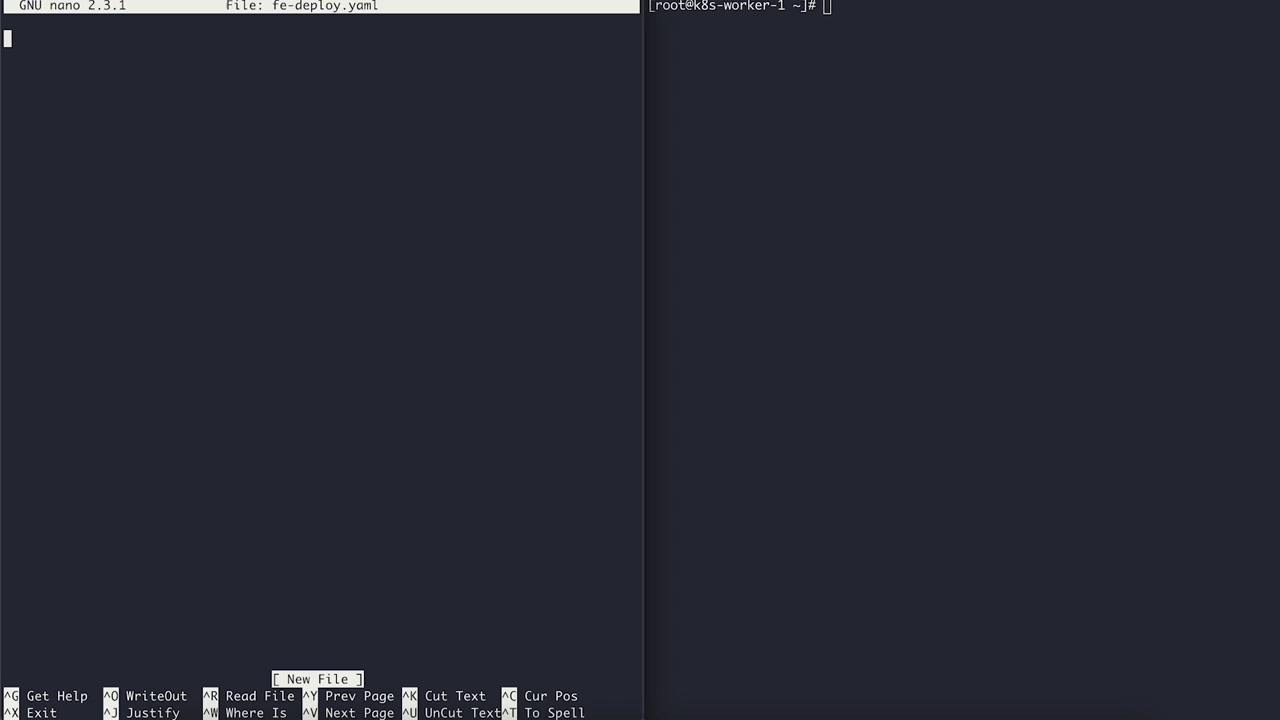 GNU nano 2.3.1 File: fe-deploy.yaml
[ New File ]
^G Get Help ^O WriteOut ^R Read File ^Y Prev Page ^K Cut Text ^C Cur Pos
^X Exit ^J Justify ^W Where Is ^V Next Page ^U UnCut Text^T To Spell
[root@k8s-worker-1 ~]#